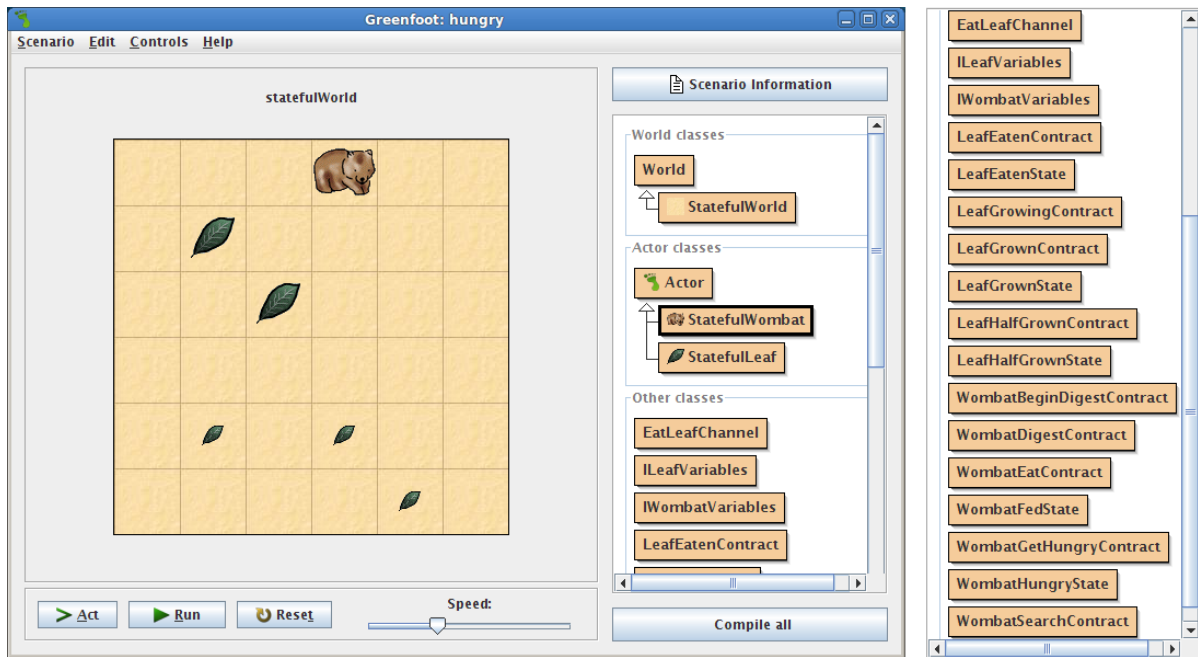 Greenfoot: hungry
Scenario Edit Controls Help
statefulWorld
Scenario Information
World classes
World
StatefulWorld
Actor classes
Actor
StatefulWombat
StatefulLeaf
Other classes
EatLeafChannel
ILeafVariables
IWombatVariables
LeafEatenContract
Act
Run
Reset
Speed:
Compile all
EatLeafChannel
ILeafVariables
IWombatVariables
LeafEatenContract
LeafEatenState
LeafGrowingContract
LeafGrownContract
LeafGrownState
LeafHalfGrownContract
LeafHalfGrownState
WombatBeginDigestContract
WombatDigestContract
WombatEatContract
WombatFedState
WombatGetHungryContract
WombatHungryState
WombatSearchContract